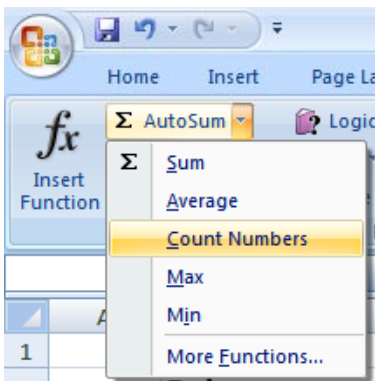 Home Insert Page La
fx Σ AutoSum Logic
Insert
Function
Σ Sum
Average
Count Numbers
Max
Min
More Functions...
A
1